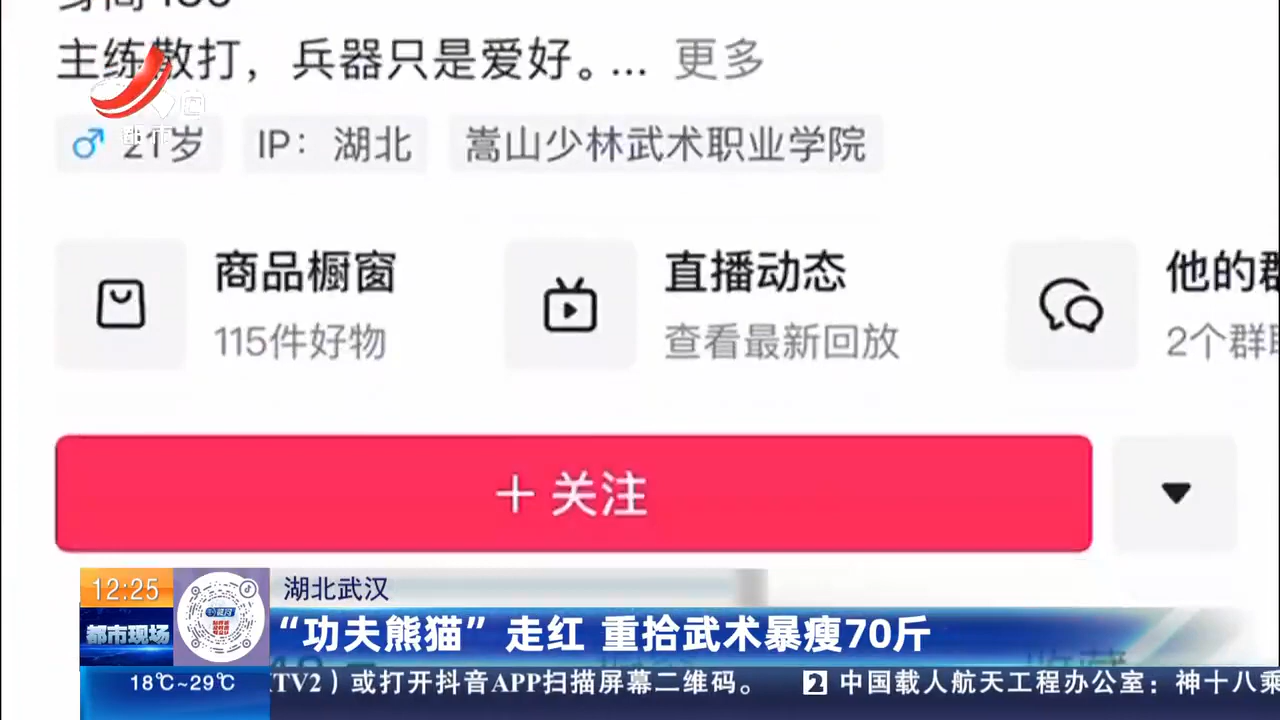 主练散打，兵器只是爱好。... 更多
都市
♂ 21岁 IP：湖北 嵩山少林武术职业学院
商品橱窗 直播动态 他的群
115件好物 查看最新回放 2个群
+ 关注
12:25 湖北武汉
都市现场 “功夫熊猫”走红 重拾武术暴瘦70斤
18℃~29℃ TV2）或打开抖音APP扫描屏幕二维码。 2 中国载人航天工程办公室：神十八乘